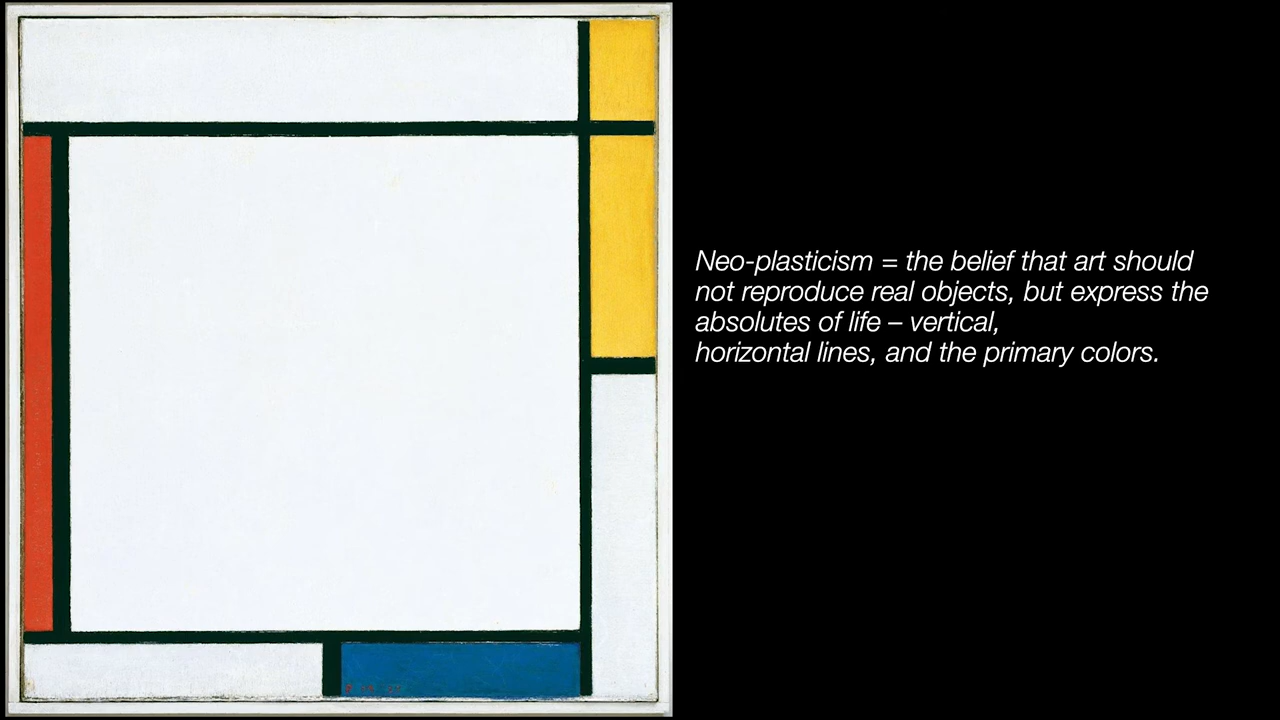 Neo-plasticism = the belief that art should
not reproduce real objects, but express the
absolutes of life – vertical,
horizontal lines, and the primary colors.